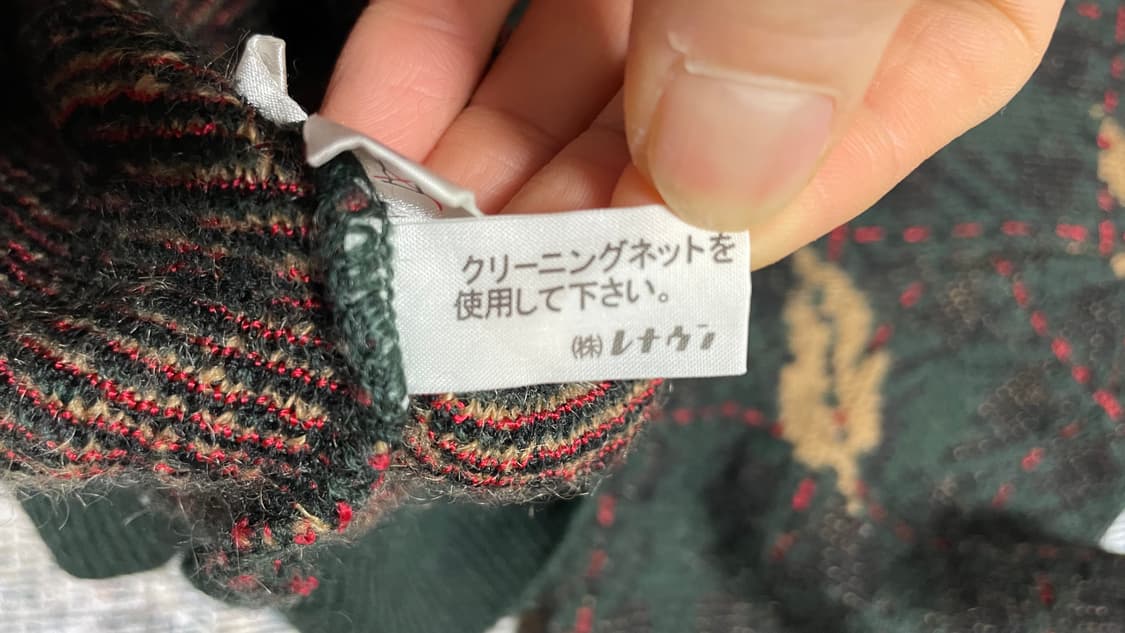 クリーニングネットを
使用して下さい。
(株)レナウン